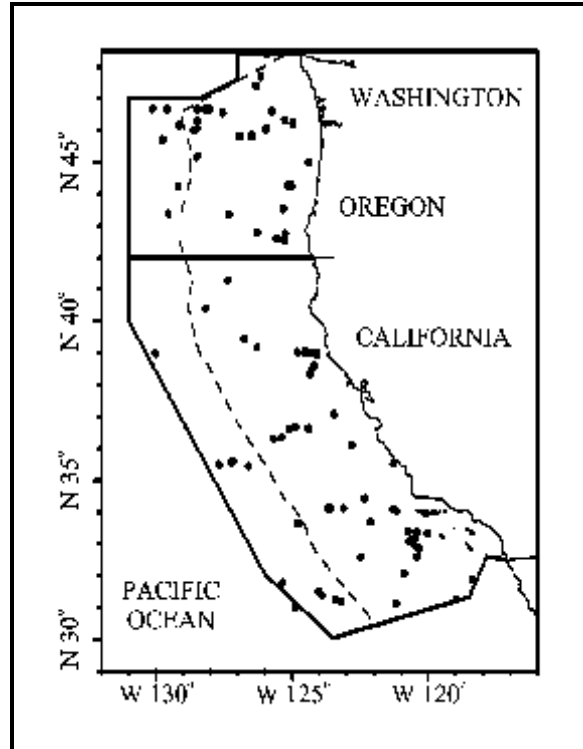 WASHINGTON
N 45°
OREGON
N 40°
CALIFORNIA
N 35°
PACIFIC
OCEAN
N 30°
W 130° W 125° W 120°